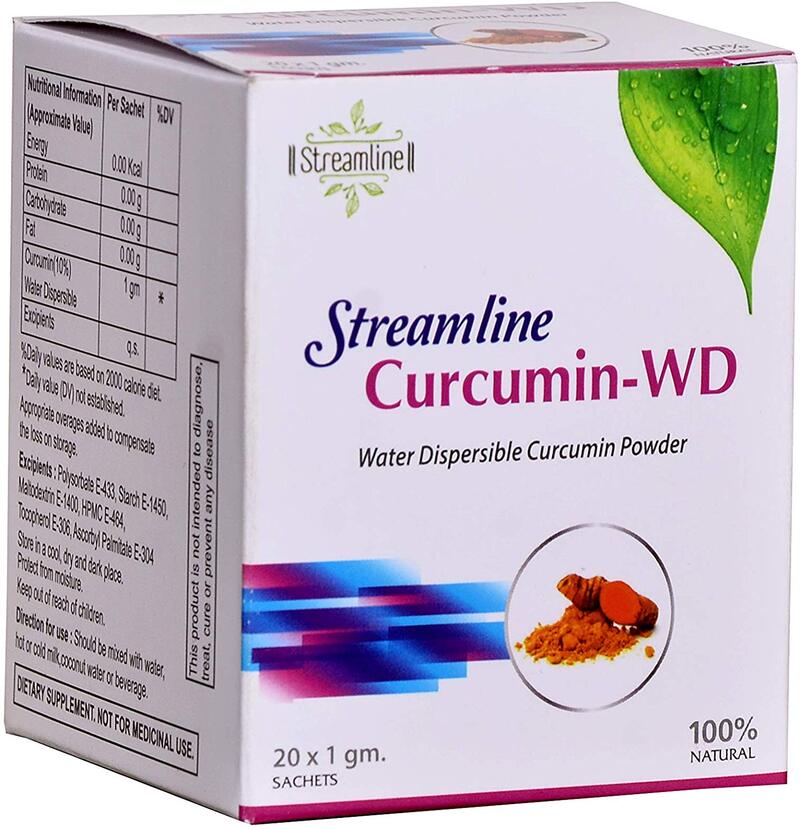 Water Dispersible Curcumin Powder
20 x 1 gm.
100%
NATURAL
Streamline
Streamline
Curcumin-WD
Water Dispersible Curcumin Powder
20 x 1 gm.
SACHETS
100%
NATURAL
Nutritional Information Per Sachet %DV
(Approximate Value)
Energy 0.00 Kcal
Protein 0.00 g
Carbohydrate 0.00 g
Fat 0.00 g
Curcumin(10%) 1 gm *
Water Dispersible
Excipients q.s.
%Daily values are based on 2000 calorie diet.
*Daily value (DV) not established.
Appropriate overages added to compensate
the loss on storage.
Excipients : Polysorbate E-433, Starch E-1450,
Maltodextrin E-1400, HPMC E-464,
Tocopherol E-306, Ascorbyl Palmitate E-304
Store in a cool, dry and dark place.
Protect from moisture.
Keep out of reach of children.
Direction for use : Should be mixed with water,
hot or cold milk,coconut water or beverage.
DIETARY SUPPLEMENT. NOT FOR MEDICINAL USE.
This product is not intended to diagnose,
treat, cure or prevent any disease